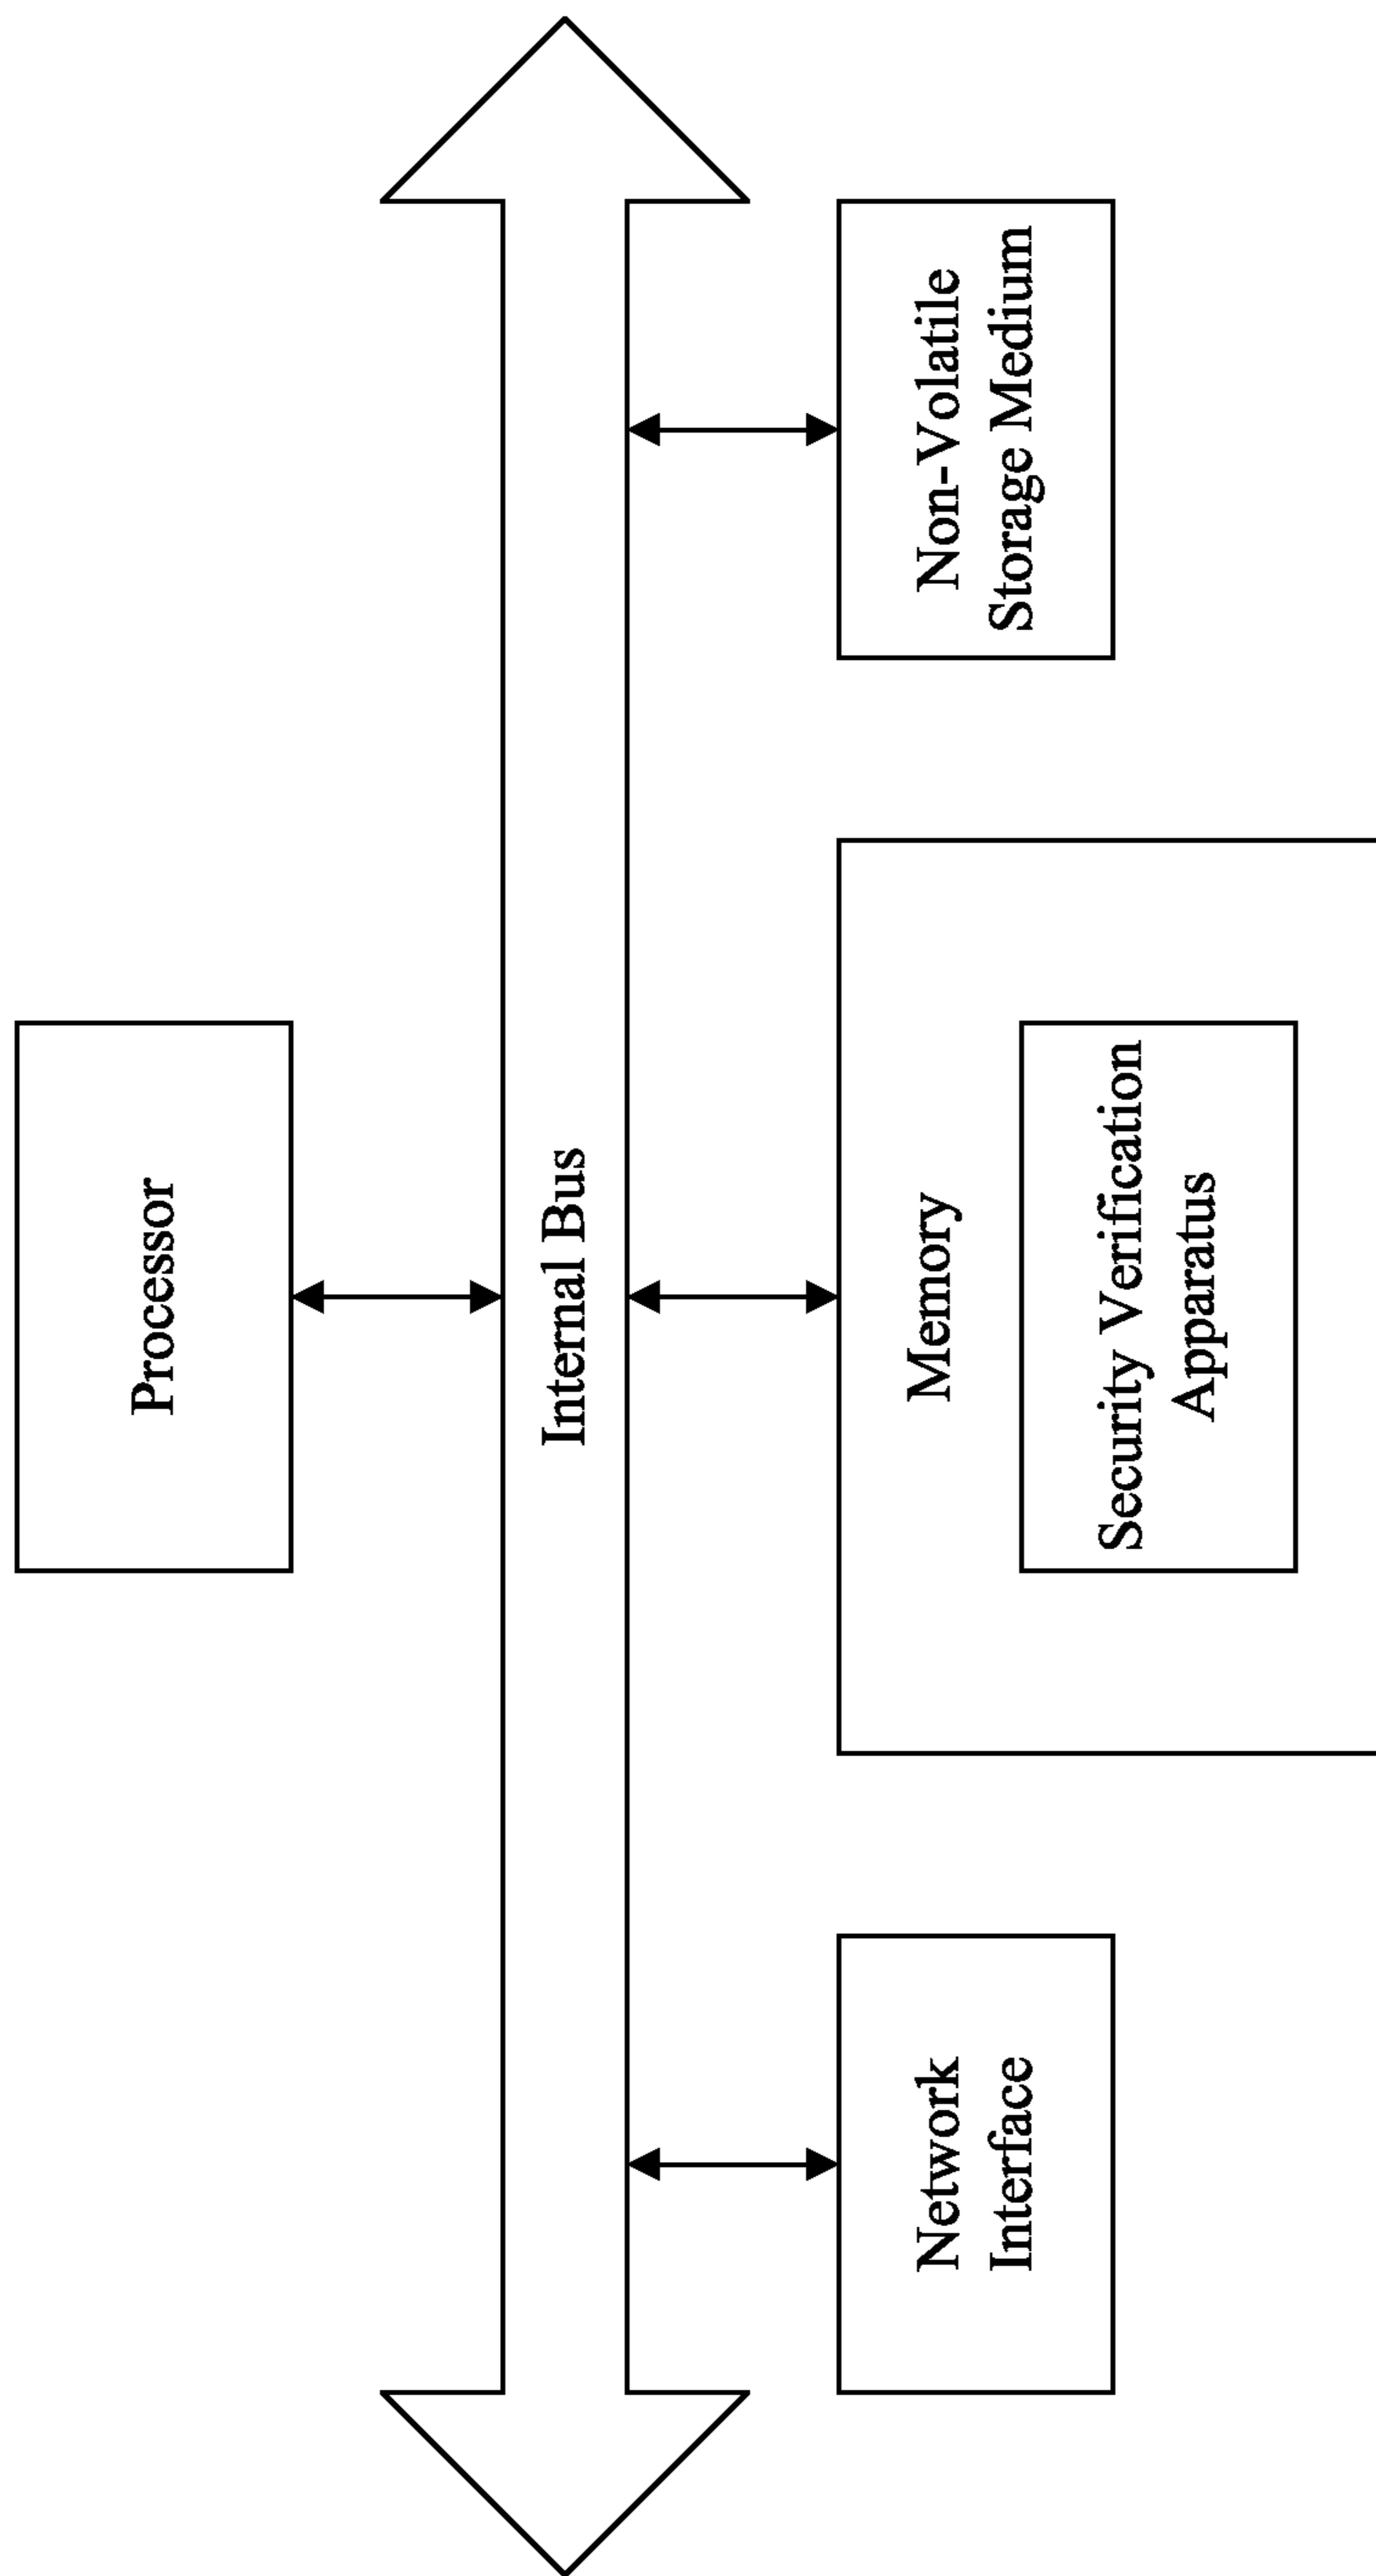 Processor
Internal Bus
Network
Interface
Memory
Security Verification
Apparatus
Non-Volatile
Storage Medium